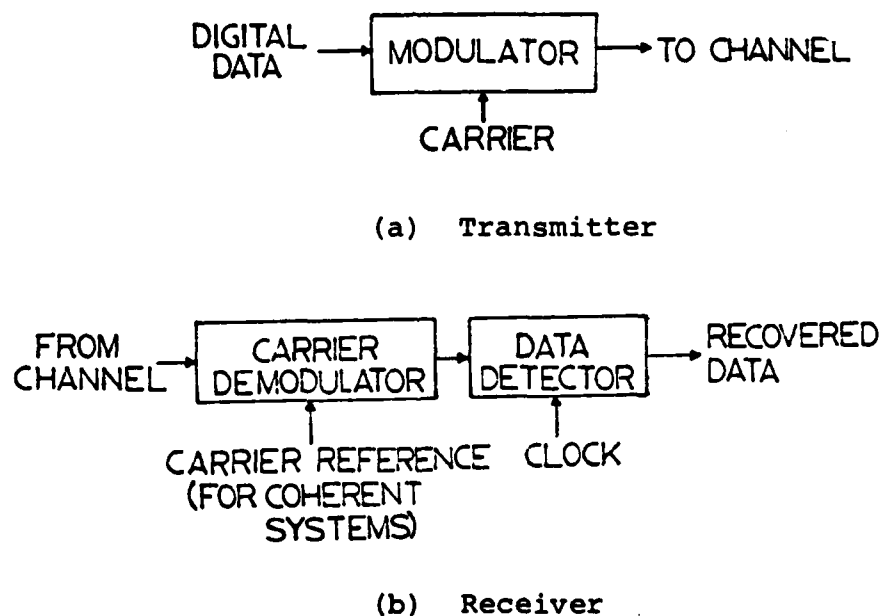 DIGITAL
DATA
MODULATOR
TO CHANNEL
CARRIER
(a) Transmitter
FROM
CHANNEL
CARRIER
DEMODULATOR
DATA
DETECTOR
RECOVERED
DATA
CARRIER REFERENCE
(FOR COHERENT
SYSTEMS)
CLOCK
(b) Receiver